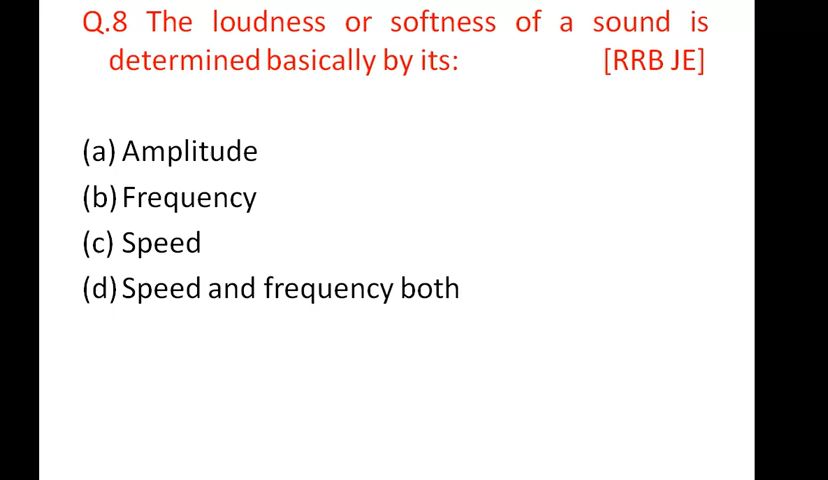 Q.8 The loudness or softness of a sound is
determined basically by its: [RRB JE]
(a) Amplitude
(b) Frequency
(c) Speed
(d) Speed and frequency both